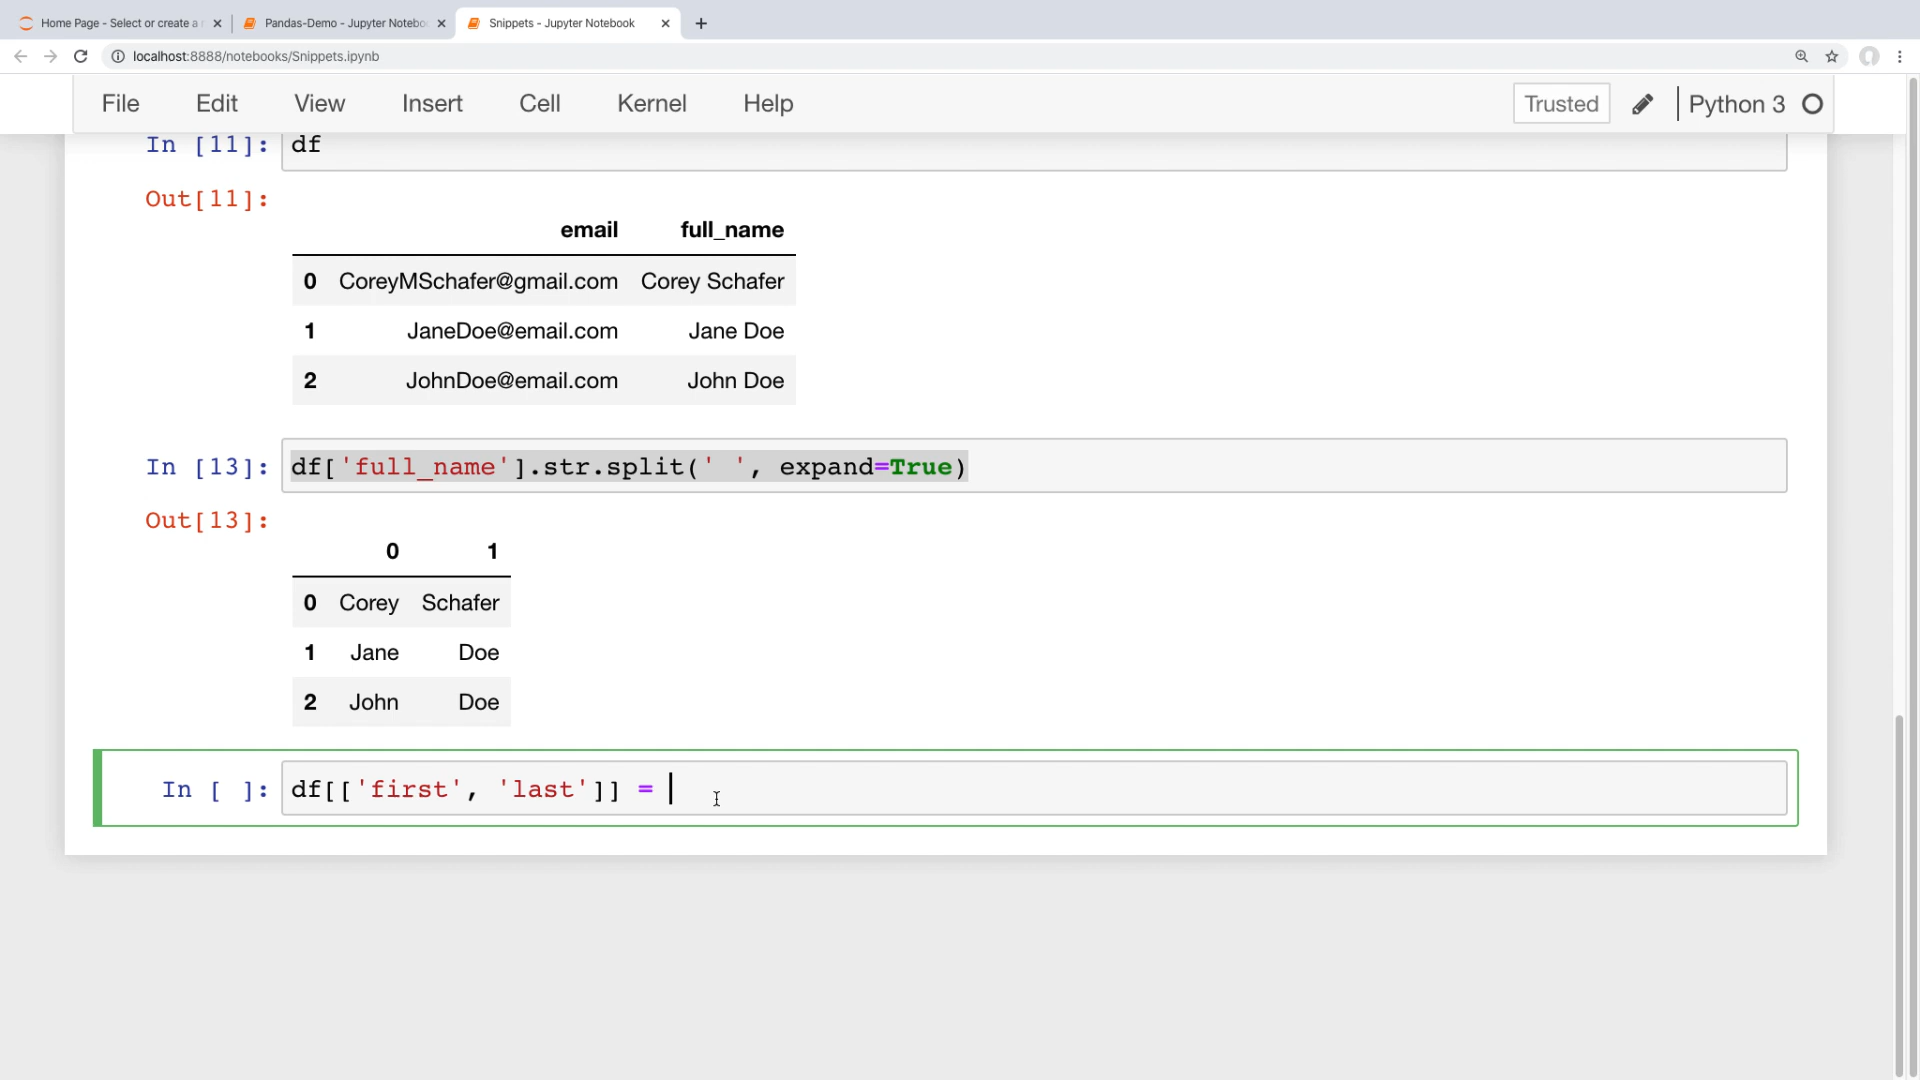 Home Page - Select or create a
Pandas-Demo - Jupyter Notebo
Snippets - Jupyter Notebook
localhost:8888/notebooks/Snippets.ipynb
File Edit View Insert Cell Kernel Help Trusted Python 3
In [11]: df
Out[11]:
email full_name
0 CoreyMSchafer@gmail.com Corey Schafer
1 JaneDoe@email.com Jane Doe
2 JohnDoe@email.com John Doe
In [13]: df['full_name'].str.split(' ', expand=True)
Out[13]:
0 1
0 Corey Schafer
1 Jane Doe
2 John Doe
In [ ]: df[['first', 'last']] =